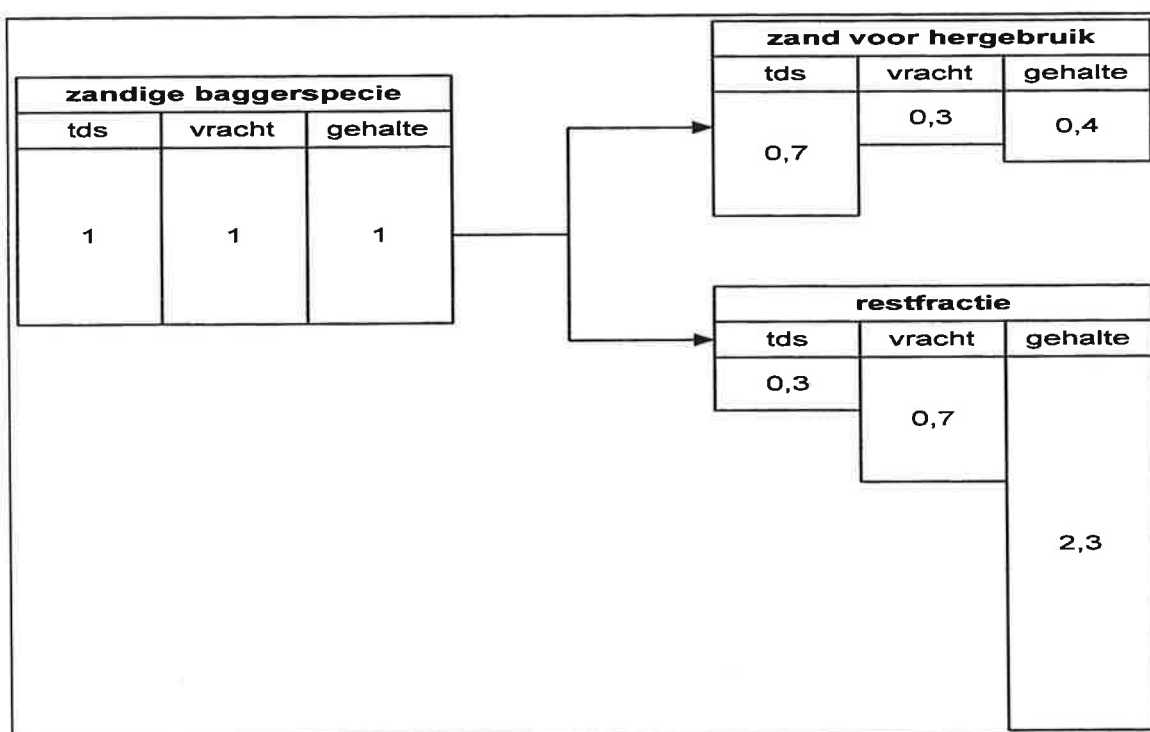 zandige baggerspecie
tds vracht gehalte
1 1 1
zand voor hergebruik
tds vracht gehalte
0,7 0,3 0,4
restfractie
tds vracht gehalte
0,3 0,7 2,3